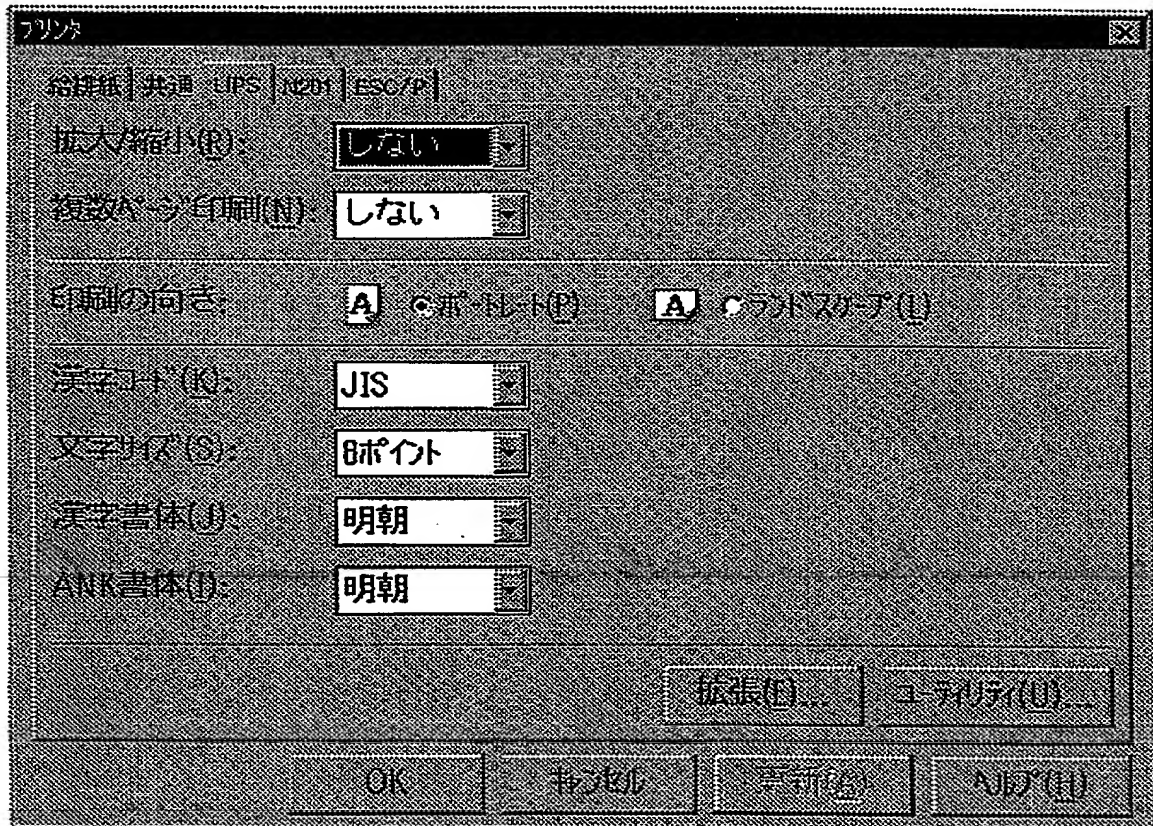 プリンタ
給排紙 共通 LIPS N201 ESC/P
拡大/縮小(R): しない
複数ページ印刷(N): しない
印刷の向き: A ポートレート(P) A ランドスケープ(L)
漢字コード(K): JIS
文字サイズ(S): 8ポイント
漢字書体(J): 明朝
ANK書体(I): 明朝
拡張(E)... ユーティリティ(U)...
OK キャンセル 更新(A) ヘルプ(H)